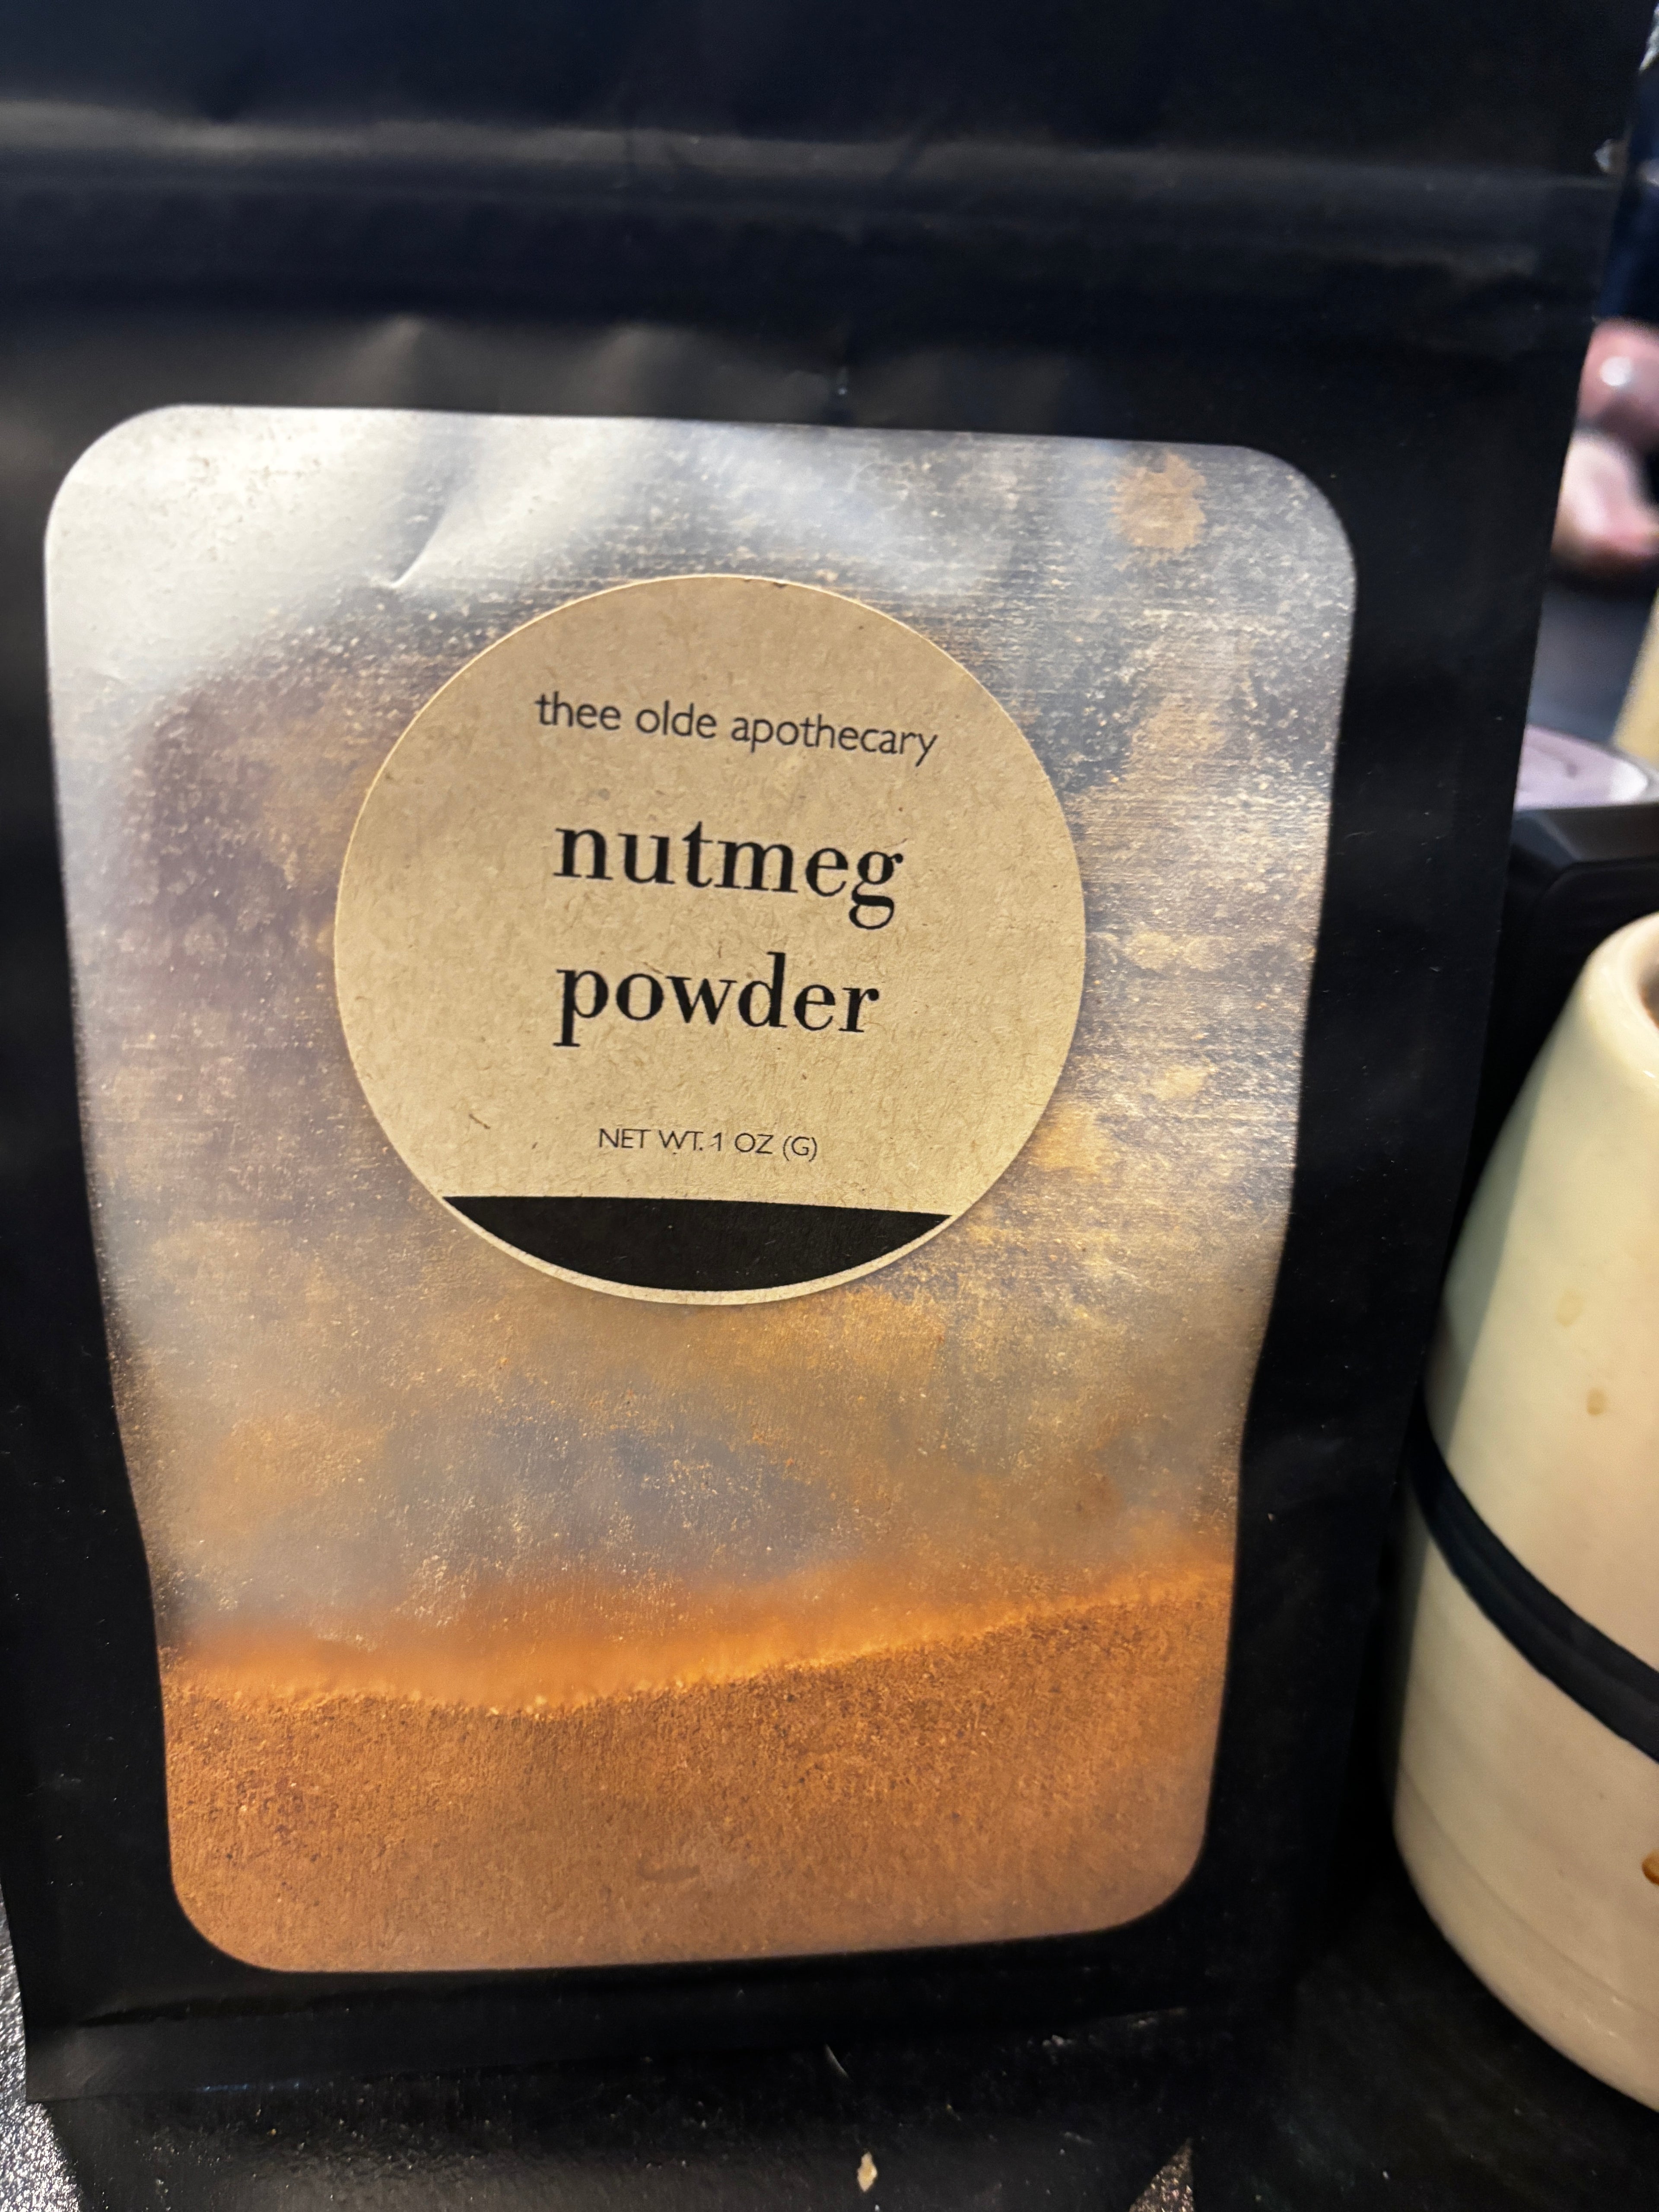 thee olde apothecary
nutmeg
powder
NET WT. 1 OZ (G)